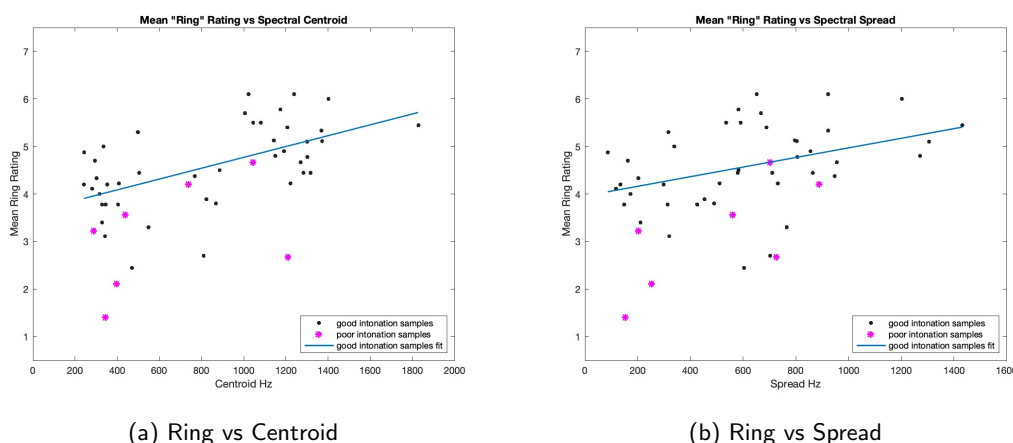 Mean "Ring" Rating vs Spectral Centroid
7
6
5
4
3
2
1
Mean Ring Rating
0 200 400 600 800 1000 1200 1400 1600 1800 2000
Centroid Hz
good intonation samples
poor intonation samples
good intonation samples fit
(a) Ring vs Centroid
Mean "Ring" Rating vs Spectral Spread
7
6
5
4
3
2
1
Mean Ring Rating
0 200 400 600 800 1000 1200 1400 160
Spread Hz
good intonation samples
poor intonation samples
good intonation samples fit
(b) Ring vs Spread